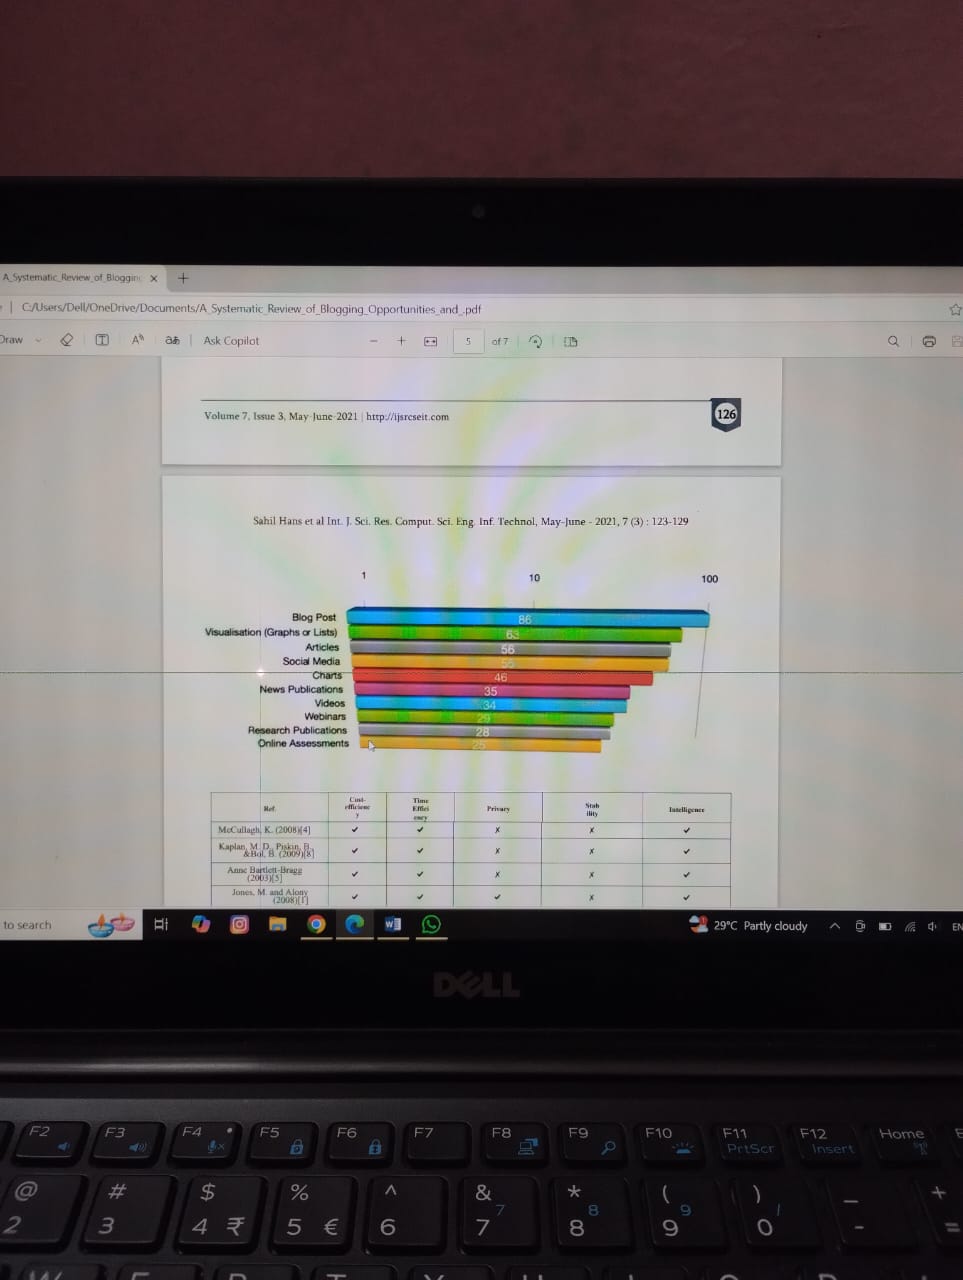 A_Systematic_Review_of_Blogging
C:/Users/Dell/OneDrive/Documents/A_Systematic_Review_of_Blogging_Opportunities_and_.pdf
Draw
Ask Copilot
5 of 7
Volume 7, Issue 3, May-June-2021 | http://ijsrcseit.com
126
Sahil Hans et al Int. J. Sci. Res. Comput. Sci. Eng. Inf. Technol, May-June - 2021, 7 (3) : 123-129
1 10 100
Blog Post 86
Visualisation (Graphs or Lists) 63
Articles 56
Social Media 55
Charts 46
News Publications 35
Videos 34
Webinars 29
Research Publications 28
Online Assessments 25
Ref. Cost-efficiency Time Efficiency Privacy Stability Intelligence
McCullagh, K. (2008)[4] ✓ ✓ ✗ ✗ ✓
Kaplan, M. D., Piskin, B., &Bol, B. (2009)[8] ✓ ✓ ✗ ✗ ✓
Anne Bartlett-Bragg (2003)[5] ✓ ✓ ✗ ✗ ✓
Jones, M. and Alony (2008)[1] ✓ ✓ ✓ ✗ ✓
to search
29°C Partly cloudy
DELL
F2 F3 F4 F5 F6 F7 F8 F9 F10 F11 F12 Home
PrtScr Insert
@ # $ % ^ & * ( ) _ +
7 8 9 /
2 3 4 ₹ 5 € 6 7 8 9 0 - =